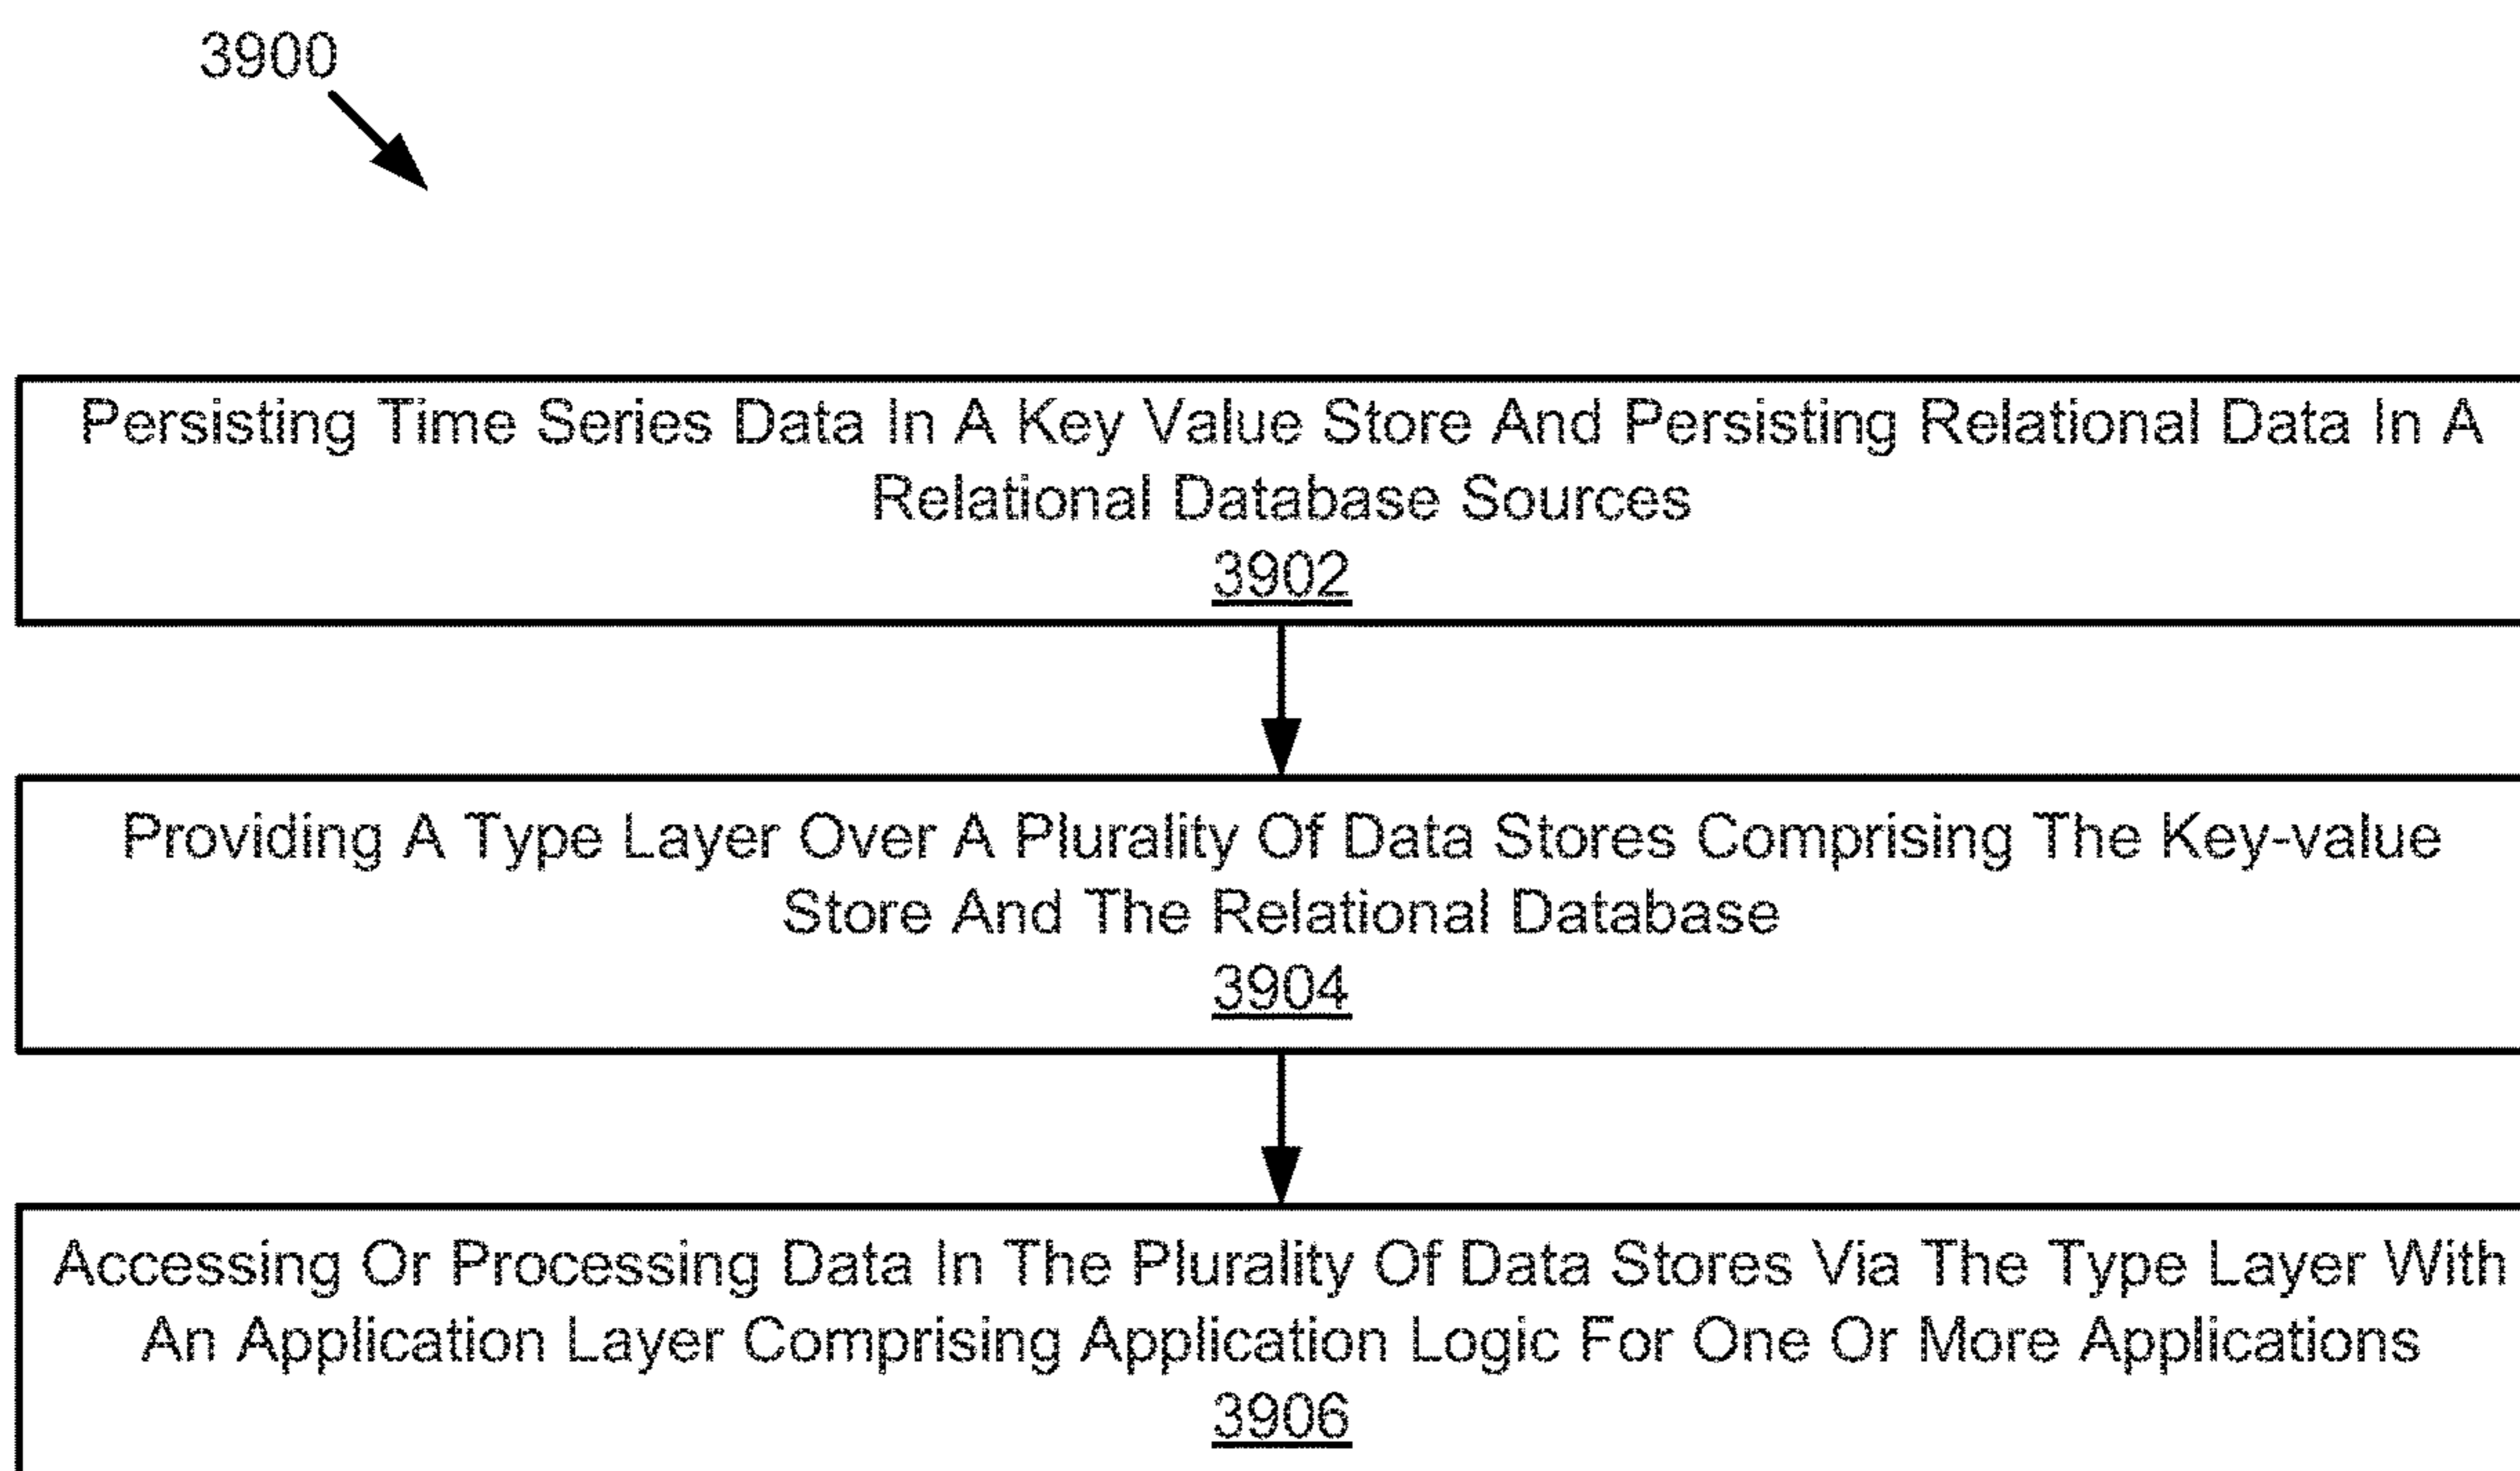 3900
Persisting Time Series Data In A Key Value Store And Persisting Relational Data In A
Relational Database Sources
3902
Providing A Type Layer Over A Plurality Of Data Stores Comprising The Key-value
Store And The Relational Database
3904
Accessing Or Processing Data In The Plurality Of Data Stores Via The Type Layer With
An Application Layer Comprising Application Logic For One Or More Applications
3906